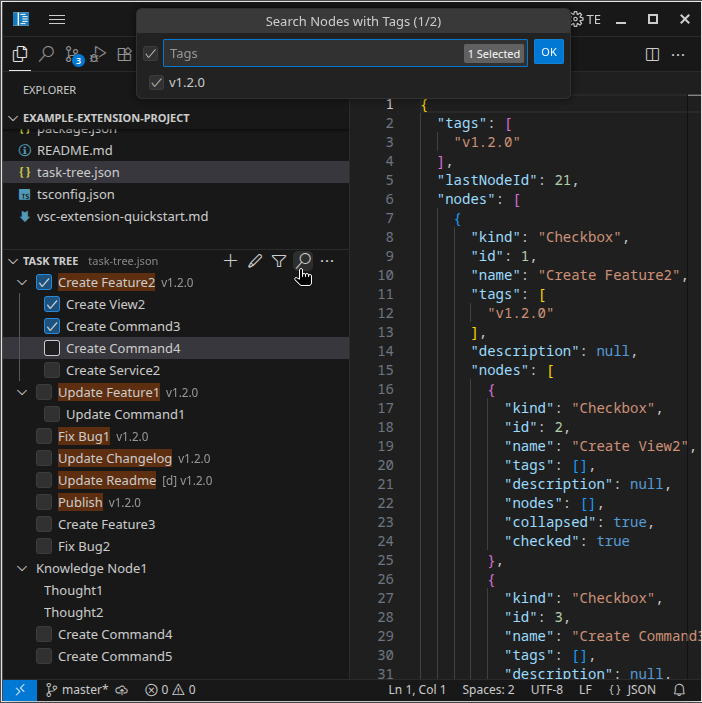 Search Nodes with Tags (1/2)
TE
Tags
1 Selected
OK
v1.2.0
3
EXPLORER
EXAMPLE-EXTENSION-PROJECT
package.json
README.md
task-tree.json
tsconfig.json
vsc-extension-quickstart.md
TASK TREE task-tree.json
Create Feature2 v1.2.0
Create View2
Create Command3
Create Command4
Create Service2
Update Feature1 v1.2.0
Update Command1
Fix Bug1 v1.2.0
Update Changelog v1.2.0
Update Readme [d] v1.2.0
Publish v1.2.0
Create Feature3
Fix Bug2
Knowledge Node1
Thought1
Thought2
Create Command4
Create Command5
1 {
2 "tags": [
3 "v1.2.0"
4 ],
5 "lastNodeId": 21,
6 "nodes": [
7 {
8 "kind": "Checkbox",
9 "id": 1,
10 "name": "Create Feature2",
11 "tags": [
12 "v1.2.0"
13 ],
14 "description": null,
15 "nodes": [
16 {
17 "kind": "Checkbox",
18 "id": 2,
19 "name": "Create View2",
20 "tags": [],
21 "description": null,
22 "nodes": [],
23 "collapsed": true,
24 "checked": true
25 },
26 {
27 "kind": "Checkbox",
28 "id": 3,
29 "name": "Create Command3
30 "tags": [],
31 "description": null,
master* 0 0 Ln 1, Col 1 Spaces: 2 UTF-8 LF {} JSON